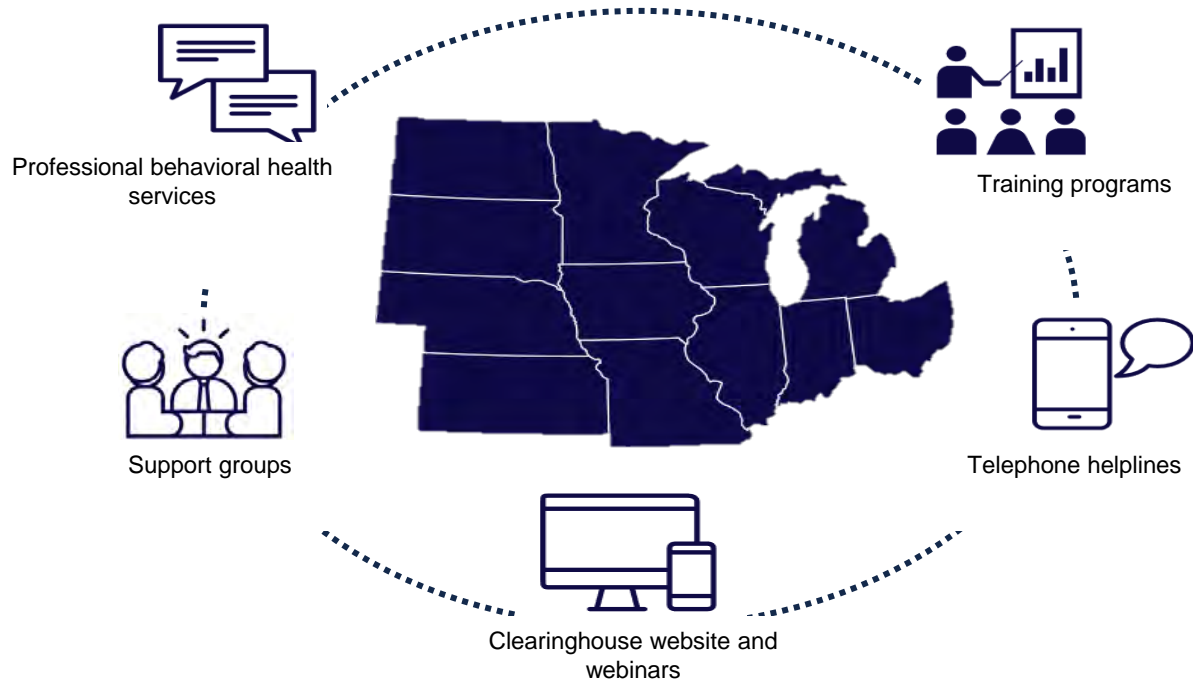 Professional behavioral health
services
Training programs
Support groups
Telephone helplines
Clearinghouse website and
webinars